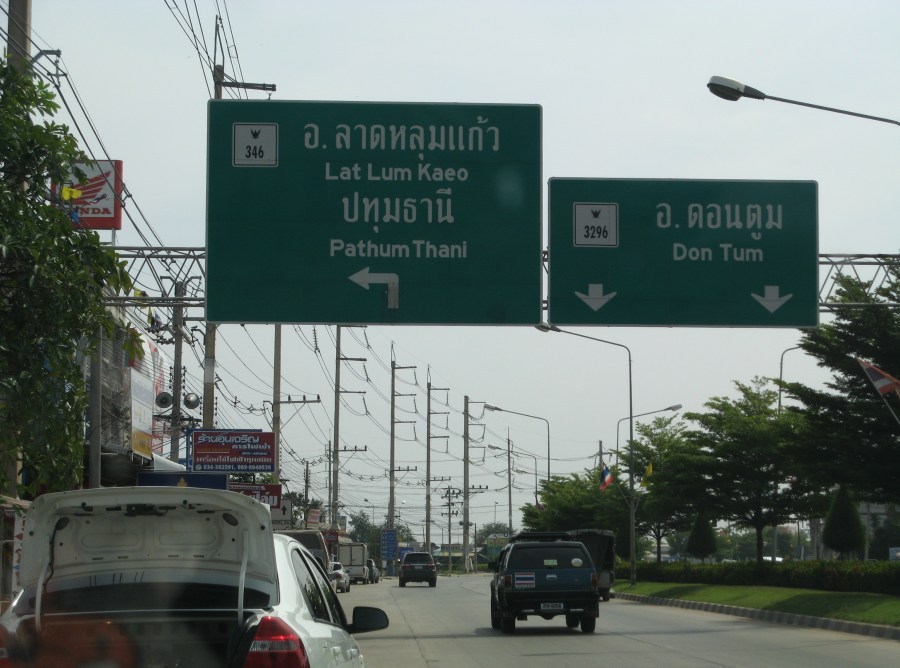 346
อ. ลาดหลุมแก้ว
Lat Lum Kaeo
ปทุมธานี
Pathum Thani
3296
อ. ดอนตูม
Don Tum
HONDA